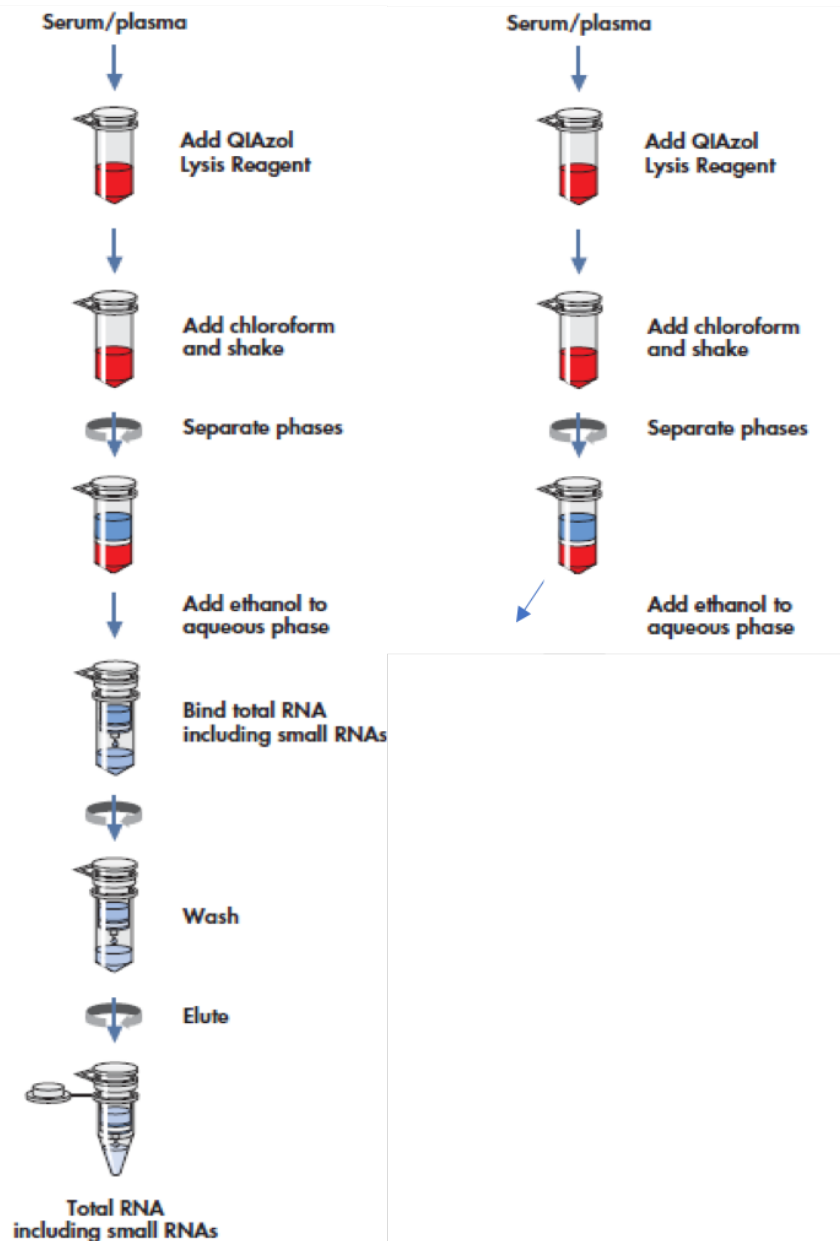 Serum/plasma
Add QIAzol
Lysis Reagent
Add chloroform
and shake
Separate phases
Add ethanol to
aqueous phase
Bind total RNA
including small RNAs
Wash
Elute
Total RNA
including small RNAs
Serum/plasma
Add QIAzol
Lysis Reagent
Add chloroform
and shake
Separate phases
Add ethanol to
aqueous phase